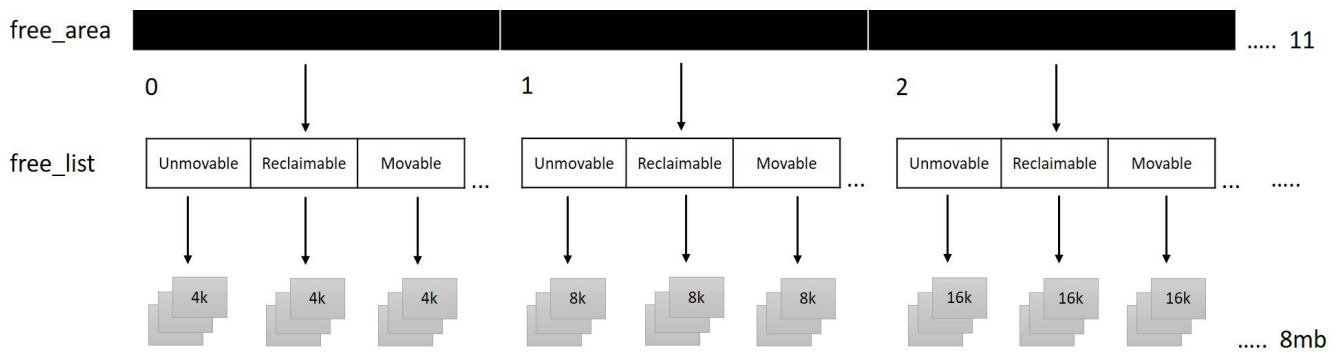 free_area ..... 11
0 1 2
free_list Unmovable Reclaimable Movable ... Unmovable Reclaimable Movable ... Unmovable Reclaimable Movable ... .....
4k 4k 4k 8k 8k 8k 16k 16k 16k
..... 8mb